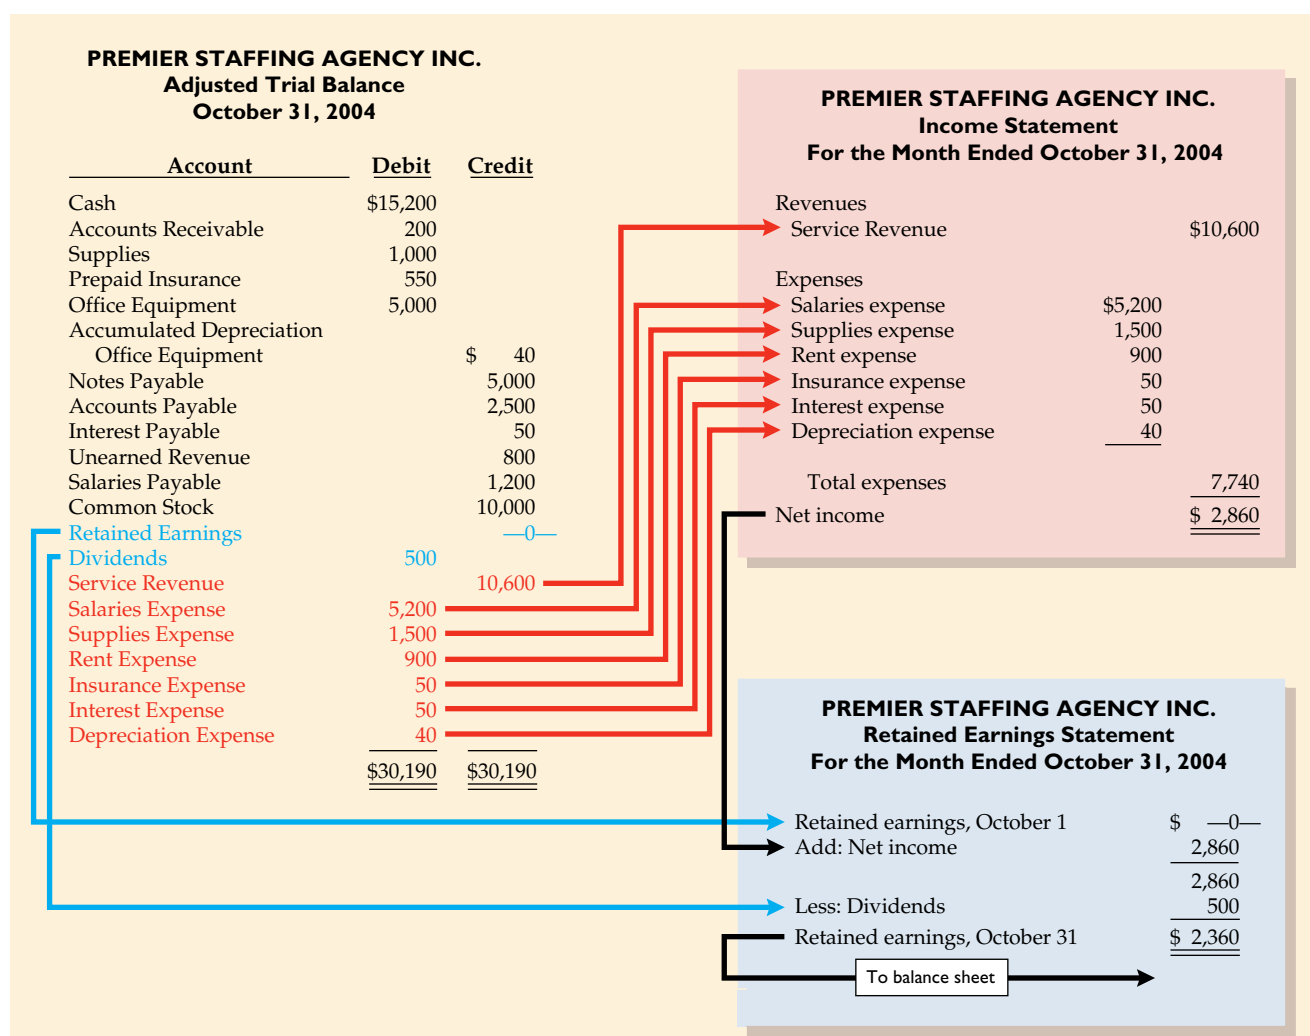 PREMIER STAFFING AGENCY INC.
Adjusted Trial Balance
October 31, 2004
Account Debit Credit
Cash $15,200
Accounts Receivable 200
Supplies 1,000
Prepaid Insurance 550
Office Equipment 5,000
Accumulated Depreciation
Office Equipment $ 40
Notes Payable 5,000
Accounts Payable 2,500
Interest Payable 50
Unearned Revenue 800
Salaries Payable 1,200
Common Stock 10,000
Retained Earnings —0—
Dividends 500
Service Revenue 10,600
Salaries Expense 5,200
Supplies Expense 1,500
Rent Expense 900
Insurance Expense 50
Interest Expense 50
Depreciation Expense 40
$30,190 $30,190
PREMIER STAFFING AGENCY INC.
Income Statement
For the Month Ended October 31, 2004
Revenues
Service Revenue $10,600
Expenses
Salaries expense $5,200
Supplies expense 1,500
Rent expense 900
Insurance expense 50
Interest expense 50
Depreciation expense 40
Total expenses 7,740
Net income $ 2,860
PREMIER STAFFING AGENCY INC.
Retained Earnings Statement
For the Month Ended October 31, 2004
Retained earnings, October 1 $ —0—
Add: Net income 2,860
2,860
Less: Dividends 500
Retained earnings, October 31 $ 2,360
To balance sheet